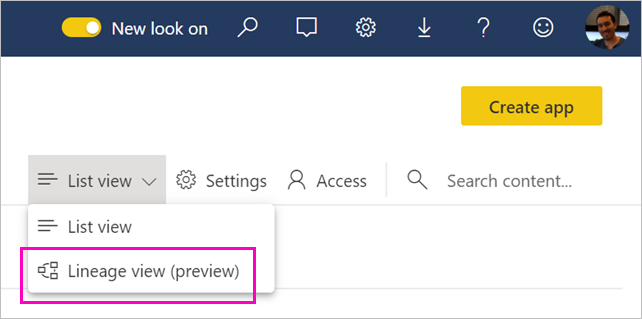 New look on
?
Create app
List view Settings Access Search content...
List view
Lineage view (preview)